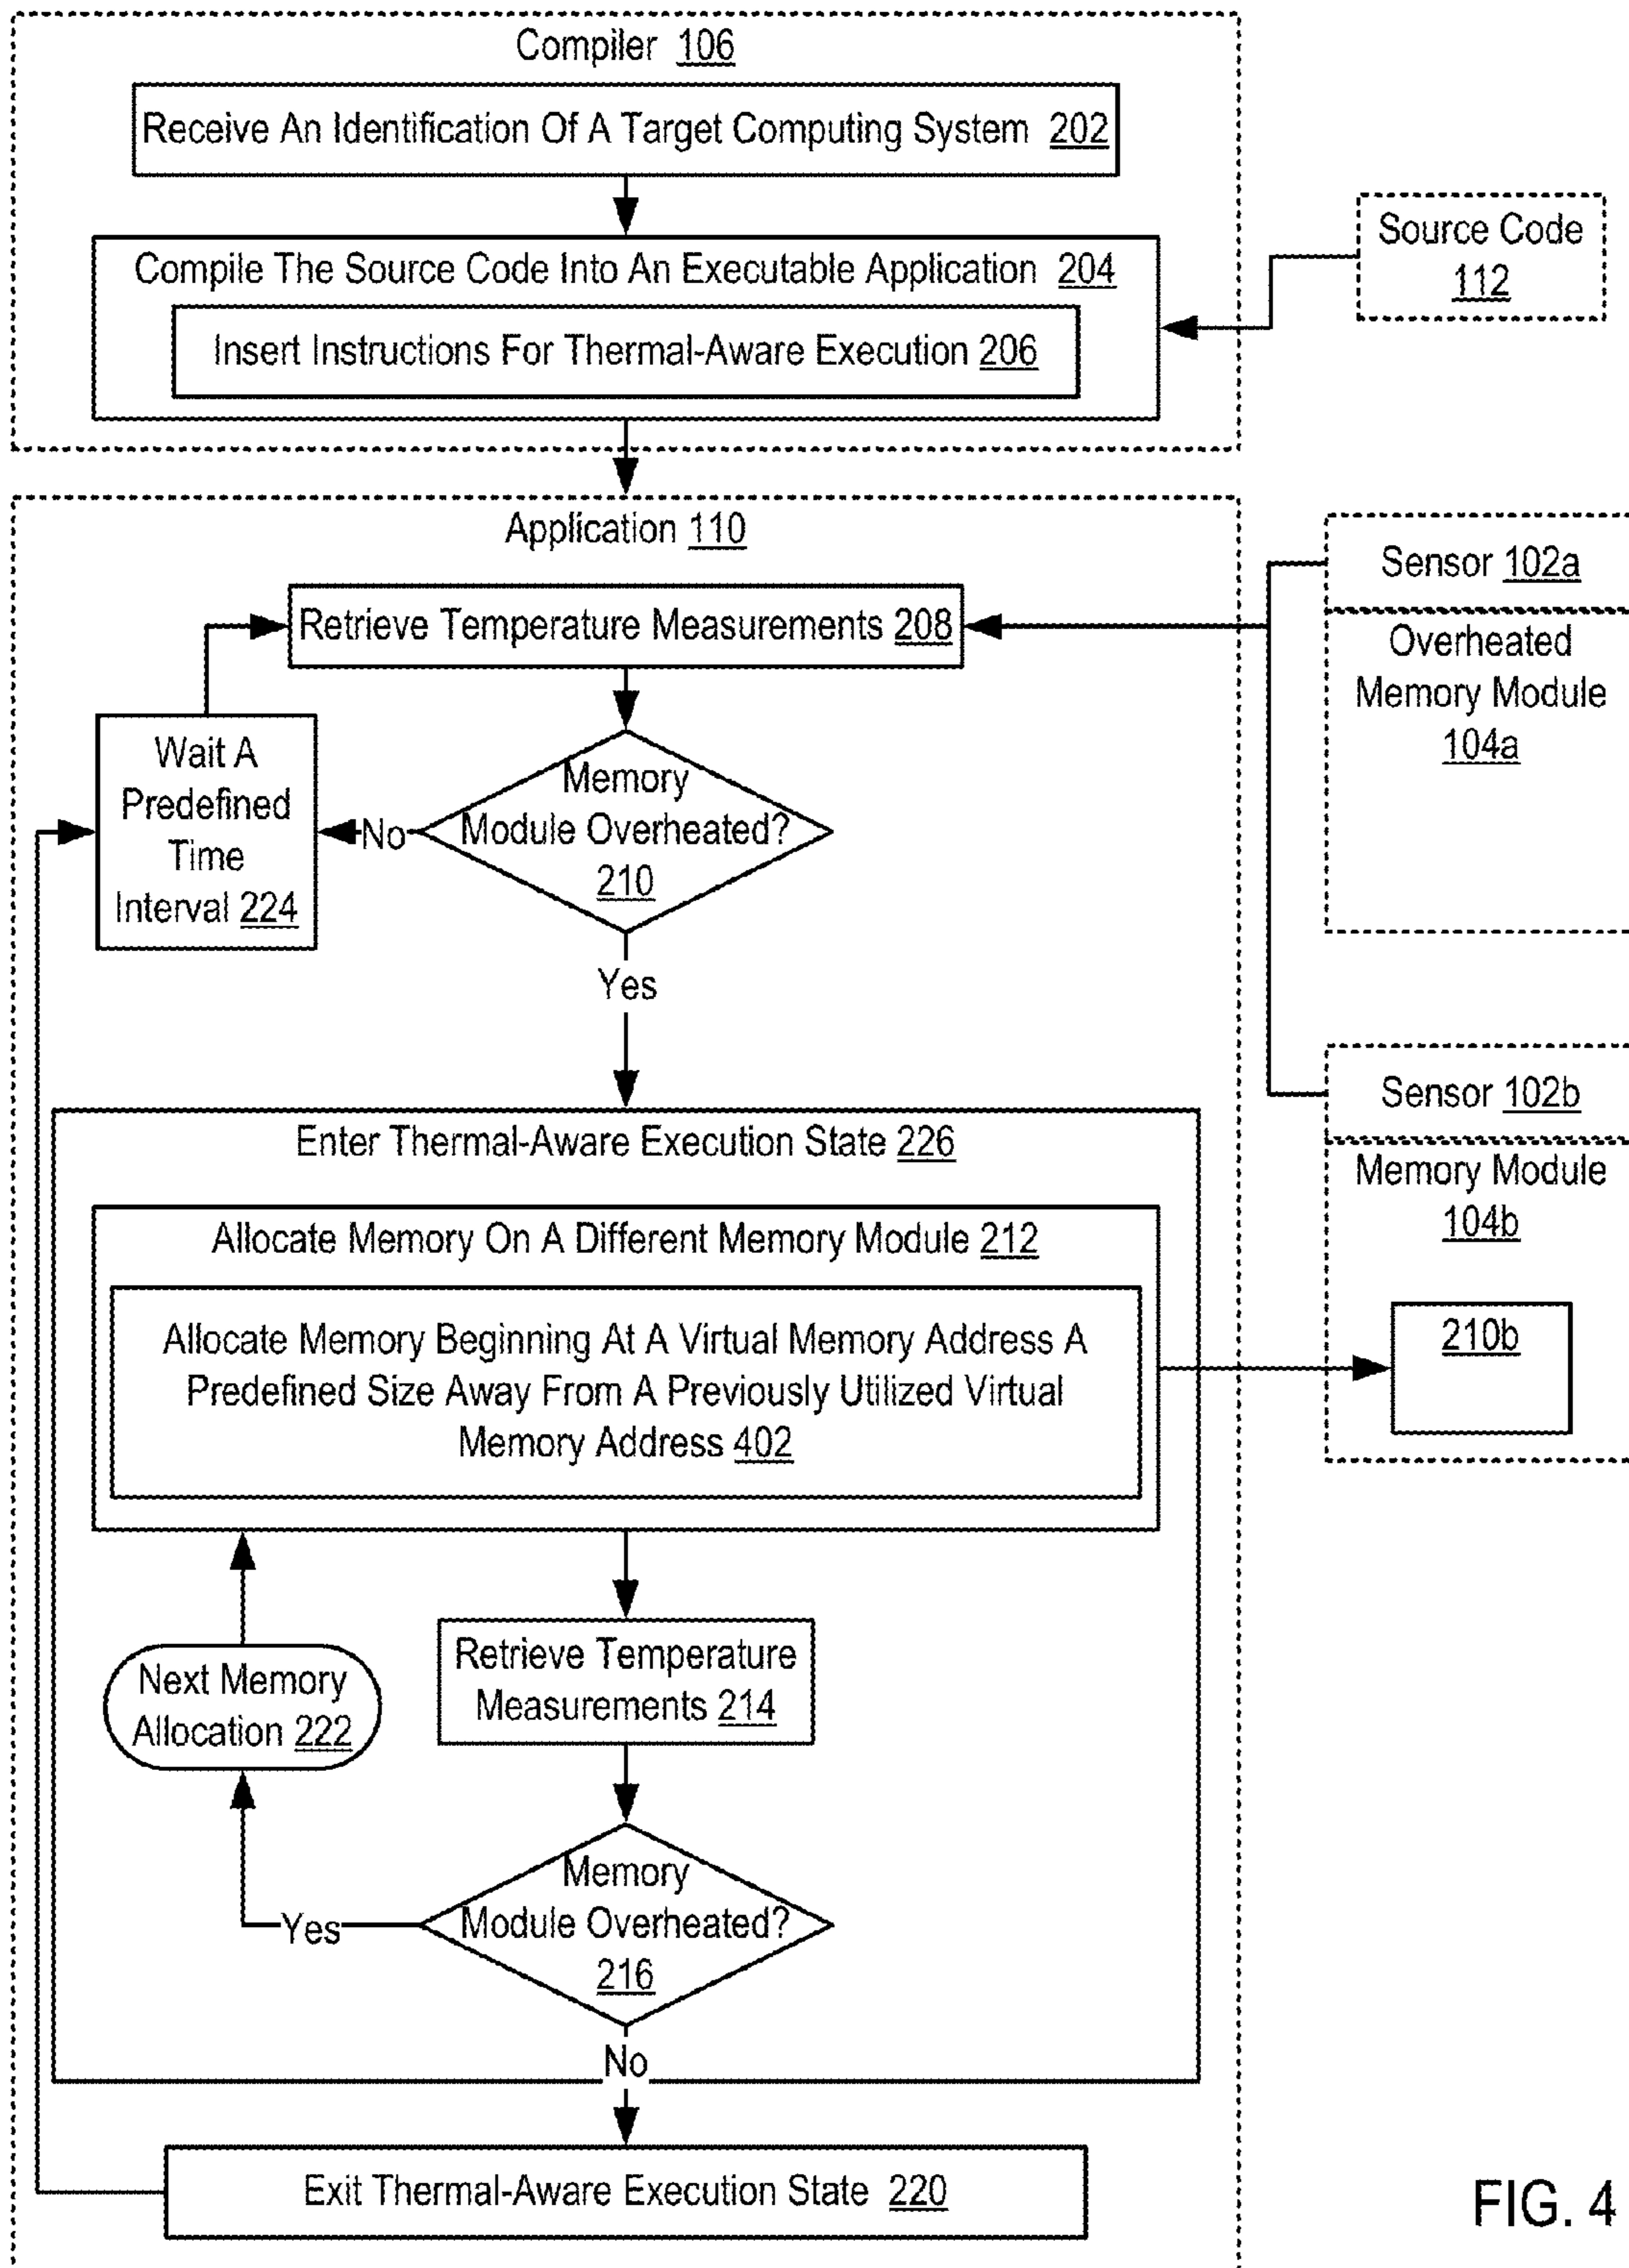 Compiler 106
Receive An Identification Of A Target Computing System 202
Compile The Source Code Into An Executable Application 204
Insert Instructions For Thermal-Aware Execution 206
Source Code
112
Application 110
Retrieve Temperature Measurements 208
Sensor 102a
Overheated
Memory Module
104a
Wait A
Predefined
Time
Interval 224
No
Memory
Module Overheated?
210
Yes
Sensor 102b
Memory Module
104b
210b
Enter Thermal-Aware Execution State 226
Allocate Memory On A Different Memory Module 212
Allocate Memory Beginning At A Virtual Memory Address A
Predefined Size Away From A Previously Utilized Virtual
Memory Address 402
Next Memory
Allocation 222
Retrieve Temperature
Measurements 214
Yes
Memory
Module Overheated?
216
No
Exit Thermal-Aware Execution State 220
FIG. 4